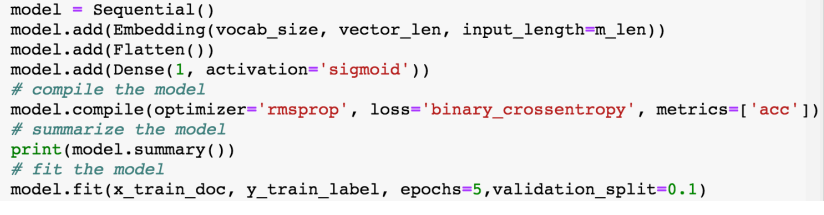 model = Sequential()
model.add(Embedding(vocab_size, vector_len, input_length=m_len))
model.add(Flatten())
model.add(Dense(1, activation='sigmoid'))
# compile the model
model.compile(optimizer='rmsprop', loss='binary_crossentropy', metrics=['acc'])
# summarize the model
print(model.summary())
# fit the model
model.fit(x_train_doc, y_train_label, epochs=5,validation_split=0.1)